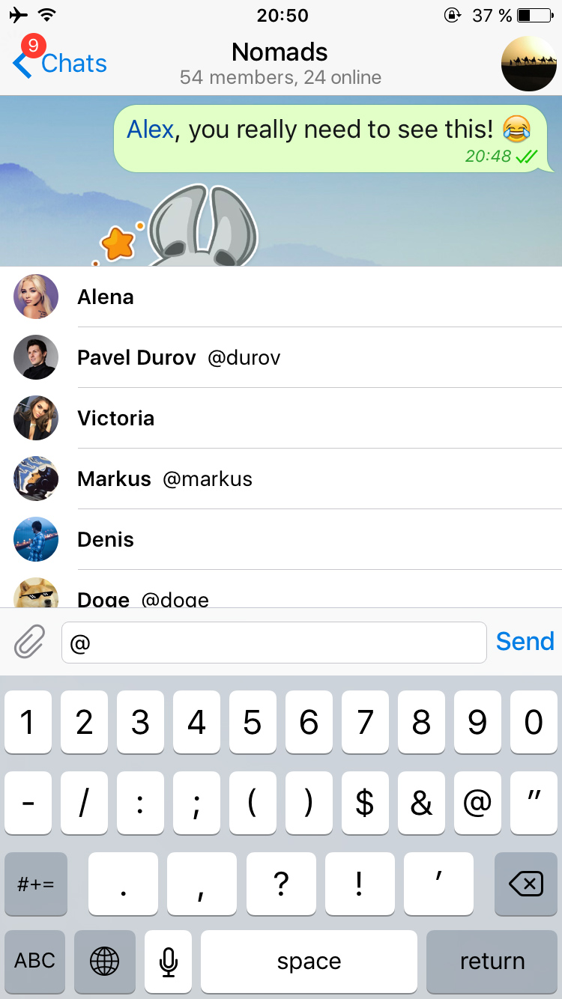 20:50
37 %
9
Chats
Nomads
54 members, 24 online
Alex, you really need to see this! 😂
20:48
Alena
Pavel Durov @durov
Victoria
Markus @markus
Denis
Doge @doge
@
Send
1 2 3 4 5 6 7 8 9 0
- / : ; ( ) $ & @ "
#+= . , ? ! '
ABC space return